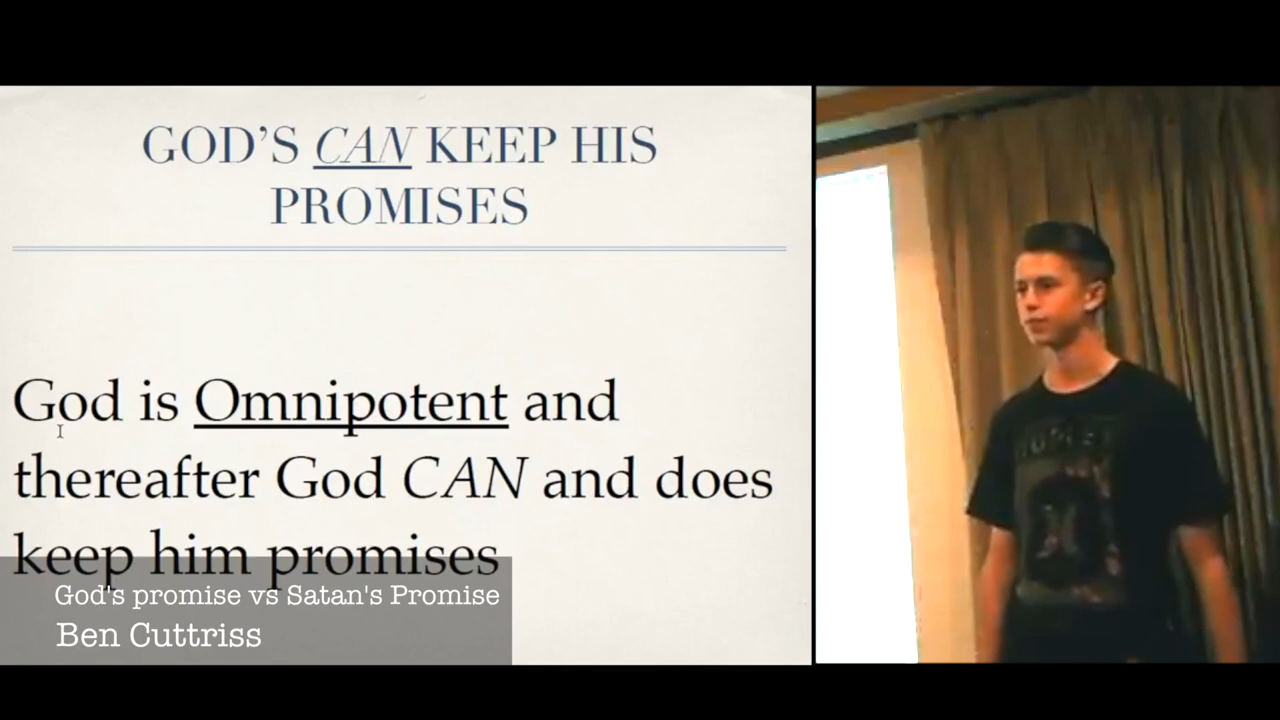 GOD'S CAN KEEP HIS
PROMISES
God is Omnipotent and
thereafter God CAN and does
keep him promises
God's promise vs Satan's Promise
Ben Cuttriss